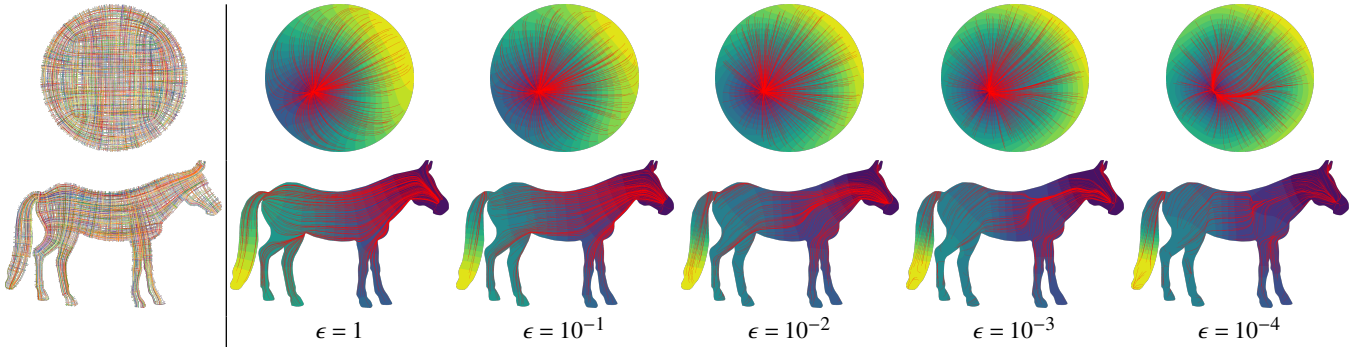 ϵ = 1 ϵ = 10⁻¹ ϵ = 10⁻² ϵ = 10⁻³ ϵ = 10⁻⁴